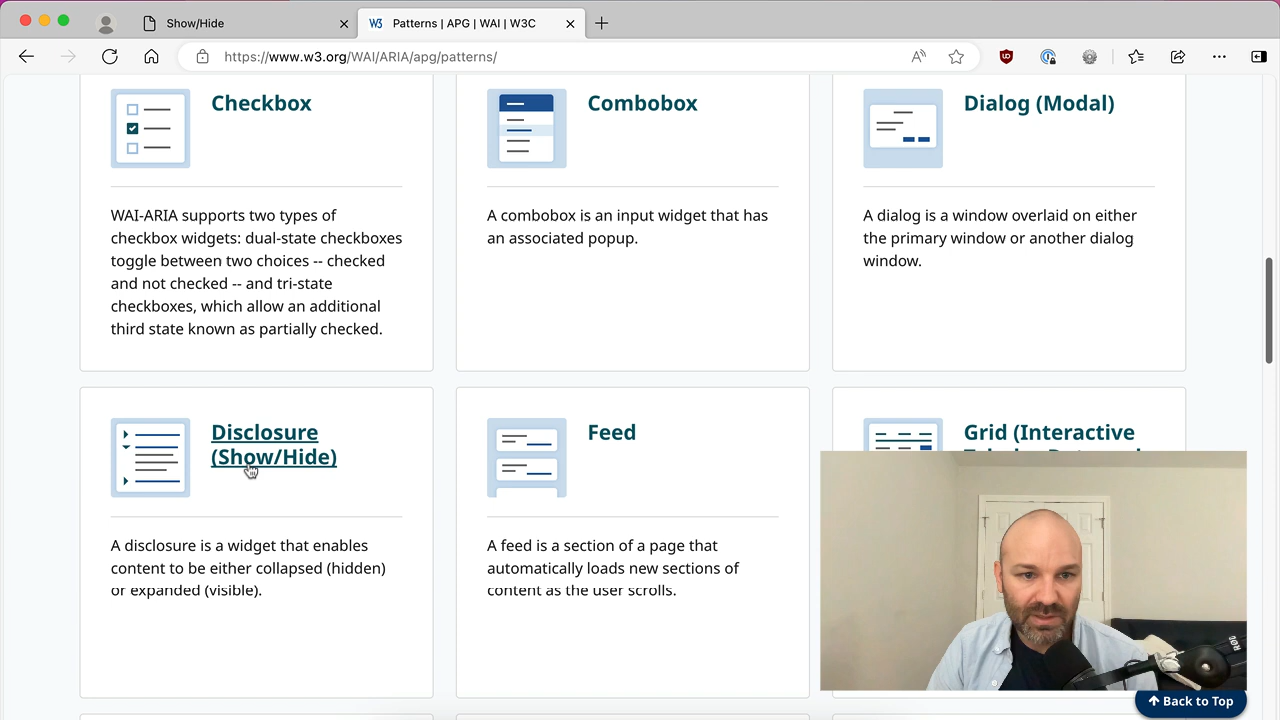 Show/Hide
Patterns | APG | WAI | W3C
https://www.w3.org/WAI/ARIA/apg/patterns/
Checkbox
WAI-ARIA supports two types of
checkbox widgets: dual-state checkboxes
toggle between two choices -- checked
and not checked -- and tri-state
checkboxes, which allow an additional
third state known as partially checked.
Combobox
A combobox is an input widget that has
an associated popup.
Dialog (Modal)
A dialog is a window overlaid on either
the primary window or another dialog
window.
Disclosure
(Show/Hide)
A disclosure is a widget that enables
content to be either collapsed (hidden)
or expanded (visible).
Feed
A feed is a section of a page that
automatically loads new sections of
content as the user scrolls.
Grid (Interactive
Back to Top